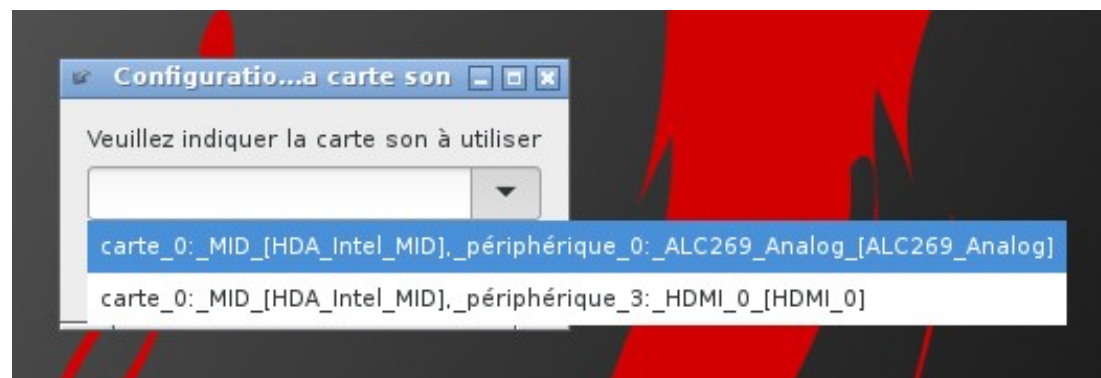 Configuratio...a carte son
Veuillez indiquer la carte son à utiliser
carte_0:_MID_[HDA_Intel_MID],_périphérique_0:_ALC269_Analog_[ALC269_Analog]
carte_0:_MID_[HDA_Intel_MID],_périphérique_3:_HDMI_0_[HDMI_0]